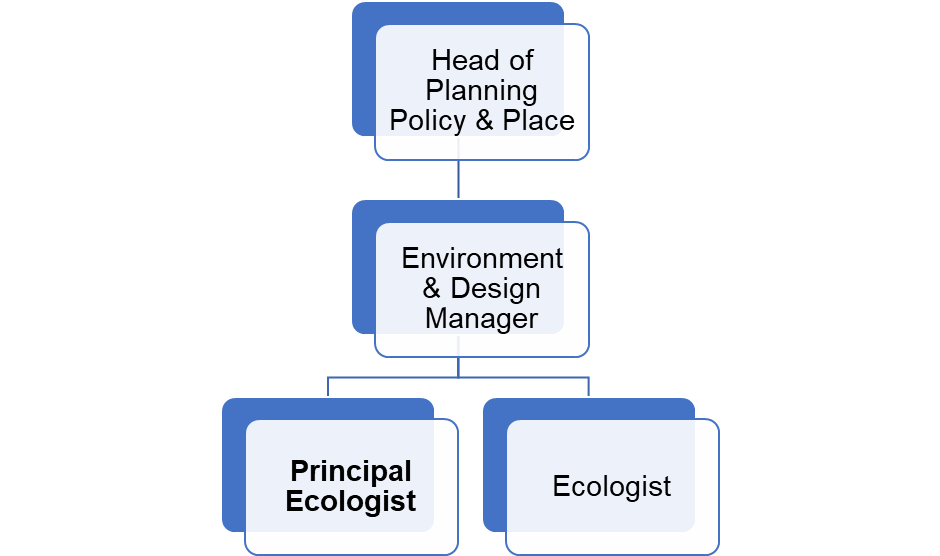 Head of
Planning
Policy & Place
Environment
& Design
Manager
Principal
Ecologist
Ecologist